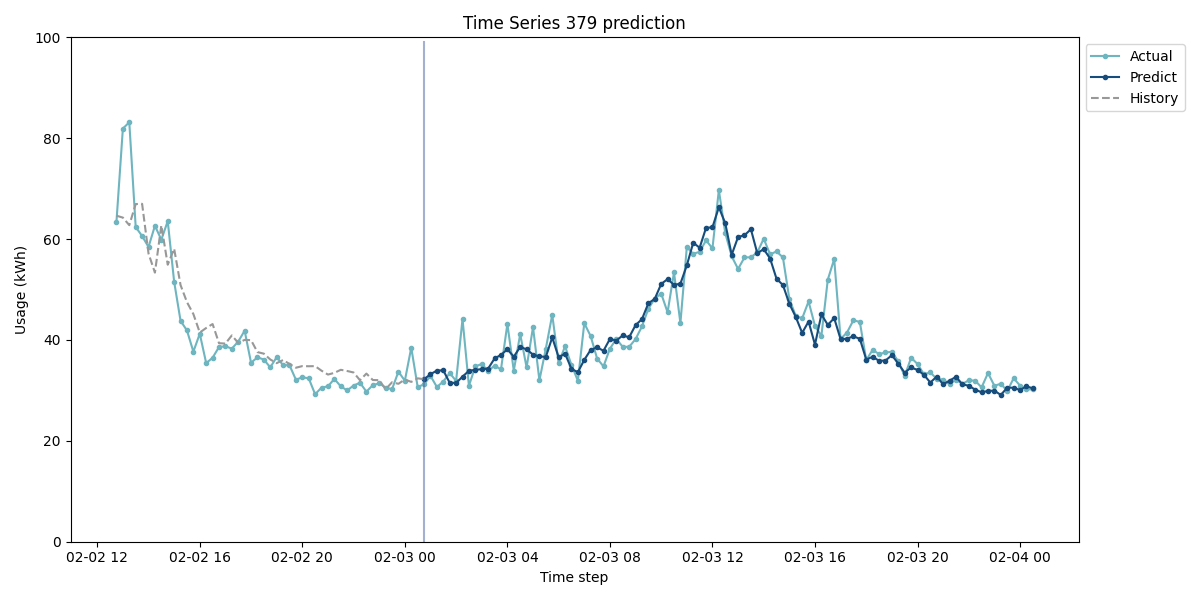 Time Series 379 prediction
100
80
60
40
20
0
Usage (kWh)
02-02 12
02-02 16
02-02 20
02-03 00
02-03 04
02-03 08
02-03 12
02-03 16
02-03 20
02-04 00
Time step
Actual
Predict
History